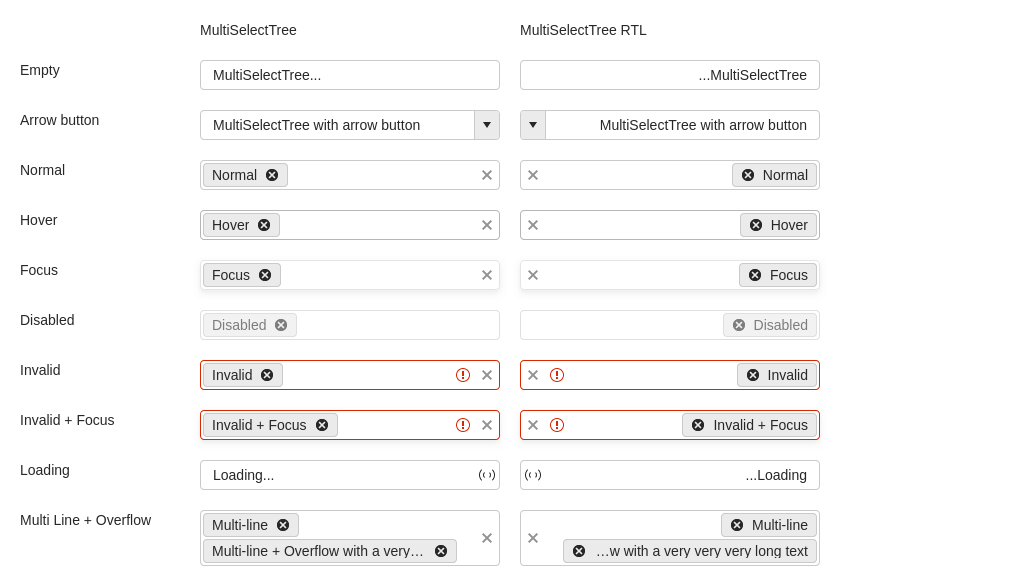 MultiSelectTree MultiSelectTree RTL
Empty MultiSelectTree... ...MultiSelectTree
Arrow button MultiSelectTree with arrow button MultiSelectTree with arrow button
Normal Normal Normal
Hover Hover Hover
Focus Focus Focus
Disabled Disabled Disabled
Invalid Invalid Invalid
Invalid + Focus Invalid + Focus Invalid + Focus
Loading Loading... ...Loading
Multi Line + Overflow Multi-line Multi-line
Multi-line + Overflow with a very… …w with a very very very long text